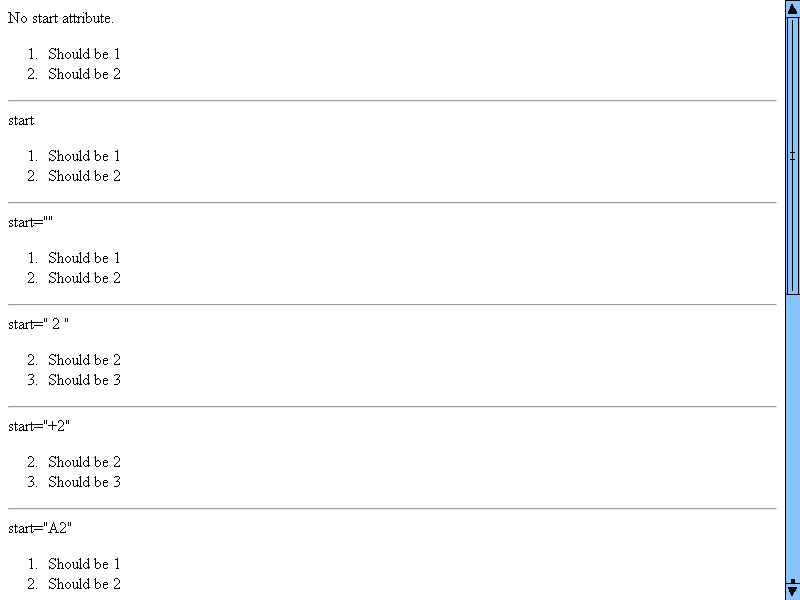 No start attribute.
1. Should be 1
2. Should be 2
start
1. Should be 1
2. Should be 2
start=""
1. Should be 1
2. Should be 2
start=" 2 "
2. Should be 2
3. Should be 3
start="+2"
2. Should be 2
3. Should be 3
start="A2"
1. Should be 1
2. Should be 2